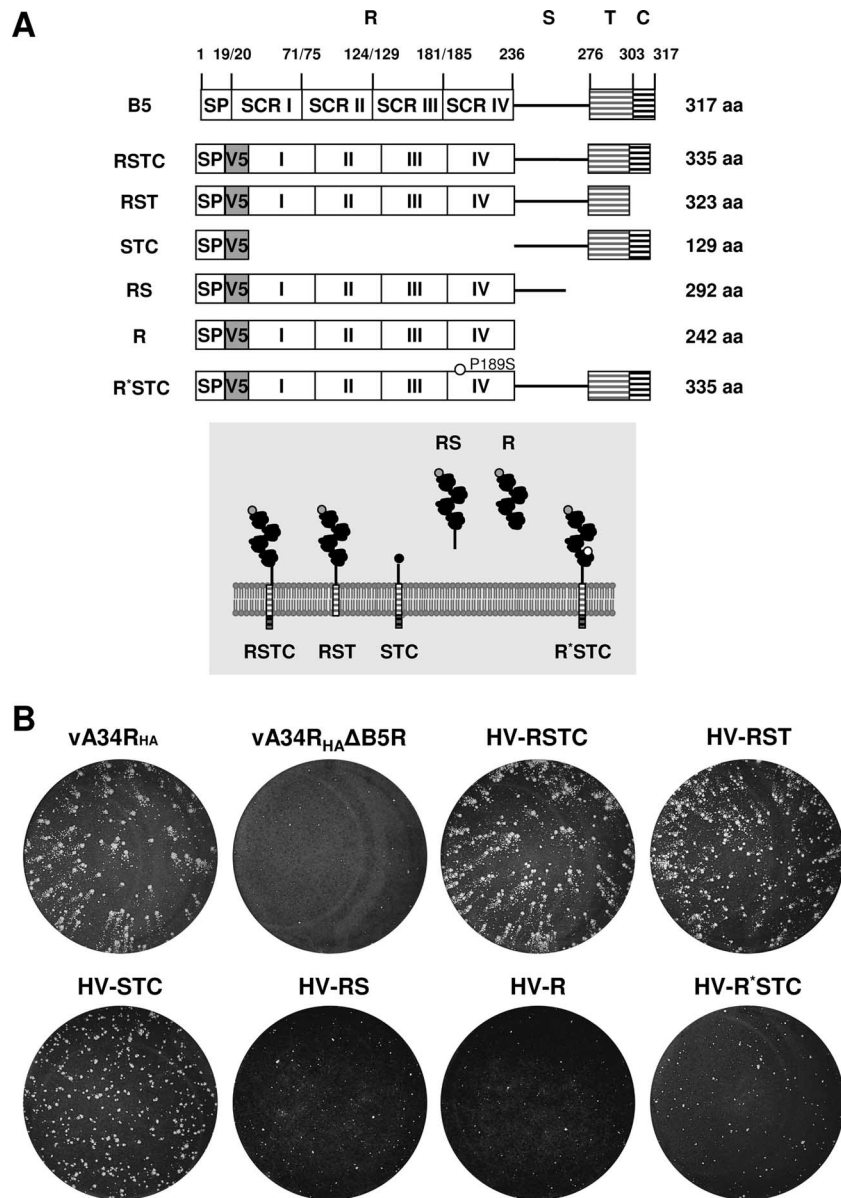 A
R S T C
1 19/20 71/75 124/129 181/185 236 276 303 317
B5 SP SCR I SCR II SCR III SCR IV 317 aa
RSTC SP V5 I II III IV 335 aa
RST SP V5 I II III IV 323 aa
STC SP V5 129 aa
RS SP V5 I II III IV 292 aa
R SP V5 I II III IV 242 aa
P189S
R*STC SP V5 I II III IV 335 aa
RS R
RSTC RST STC R*STC
B
vA34RHA vA34RHAΔB5R HV-RSTC HV-RST
HV-STC HV-RS HV-R HV-R*STC